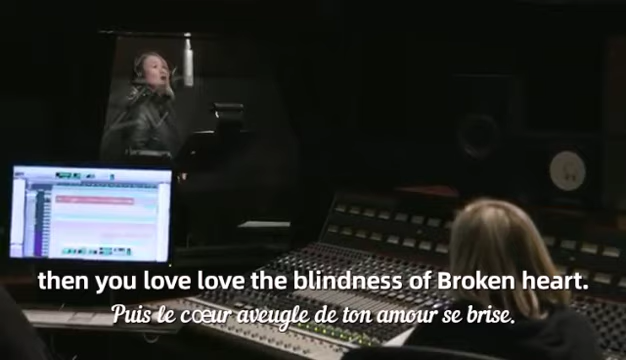 then you love love the blindness of Broken heart.
Puis le cœur aveugle de ton amour se brise.